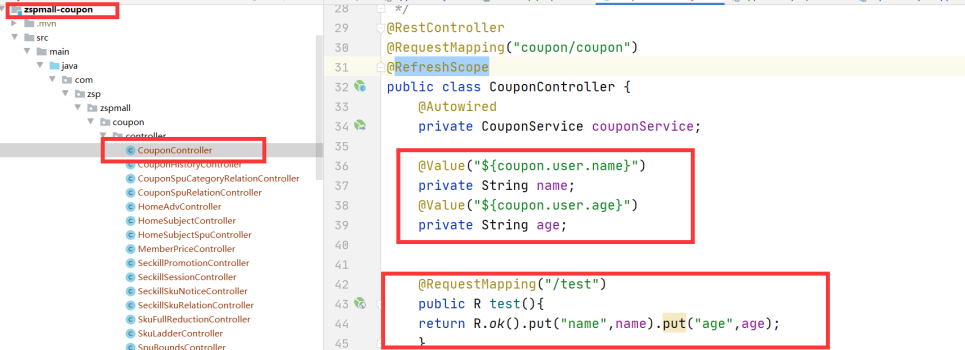 zspmall-coupon
.mvn
src
main
java
com
zsp
zspmall
coupon
controller
CouponController
CouponHistoryController
CouponSpuCategoryRelationController
CouponSpuRelationController
HomeAdvController
HomeSubjectController
HomeSubjectSpuController
MemberPriceController
SeckillPromotionController
SeckillSessionController
SeckillSkuNoticeController
SeckillSkuRelationController
SkuFullReductionController
SkuLadderController
SpuBoundsController
28 */
29 @RestController
30 @RequestMapping("coupon/coupon")
31 @RefreshScope
32 public class CouponController {
33 @Autowired
34 private CouponService couponService;
35
36 @Value("${coupon.user.name}")
37 private String name;
38 @Value("${coupon.user.age}")
39 private String age;
40
41
42 @RequestMapping("/test")
43 public R test(){
44 return R.ok().put("name",name).put("age",age);
45 }